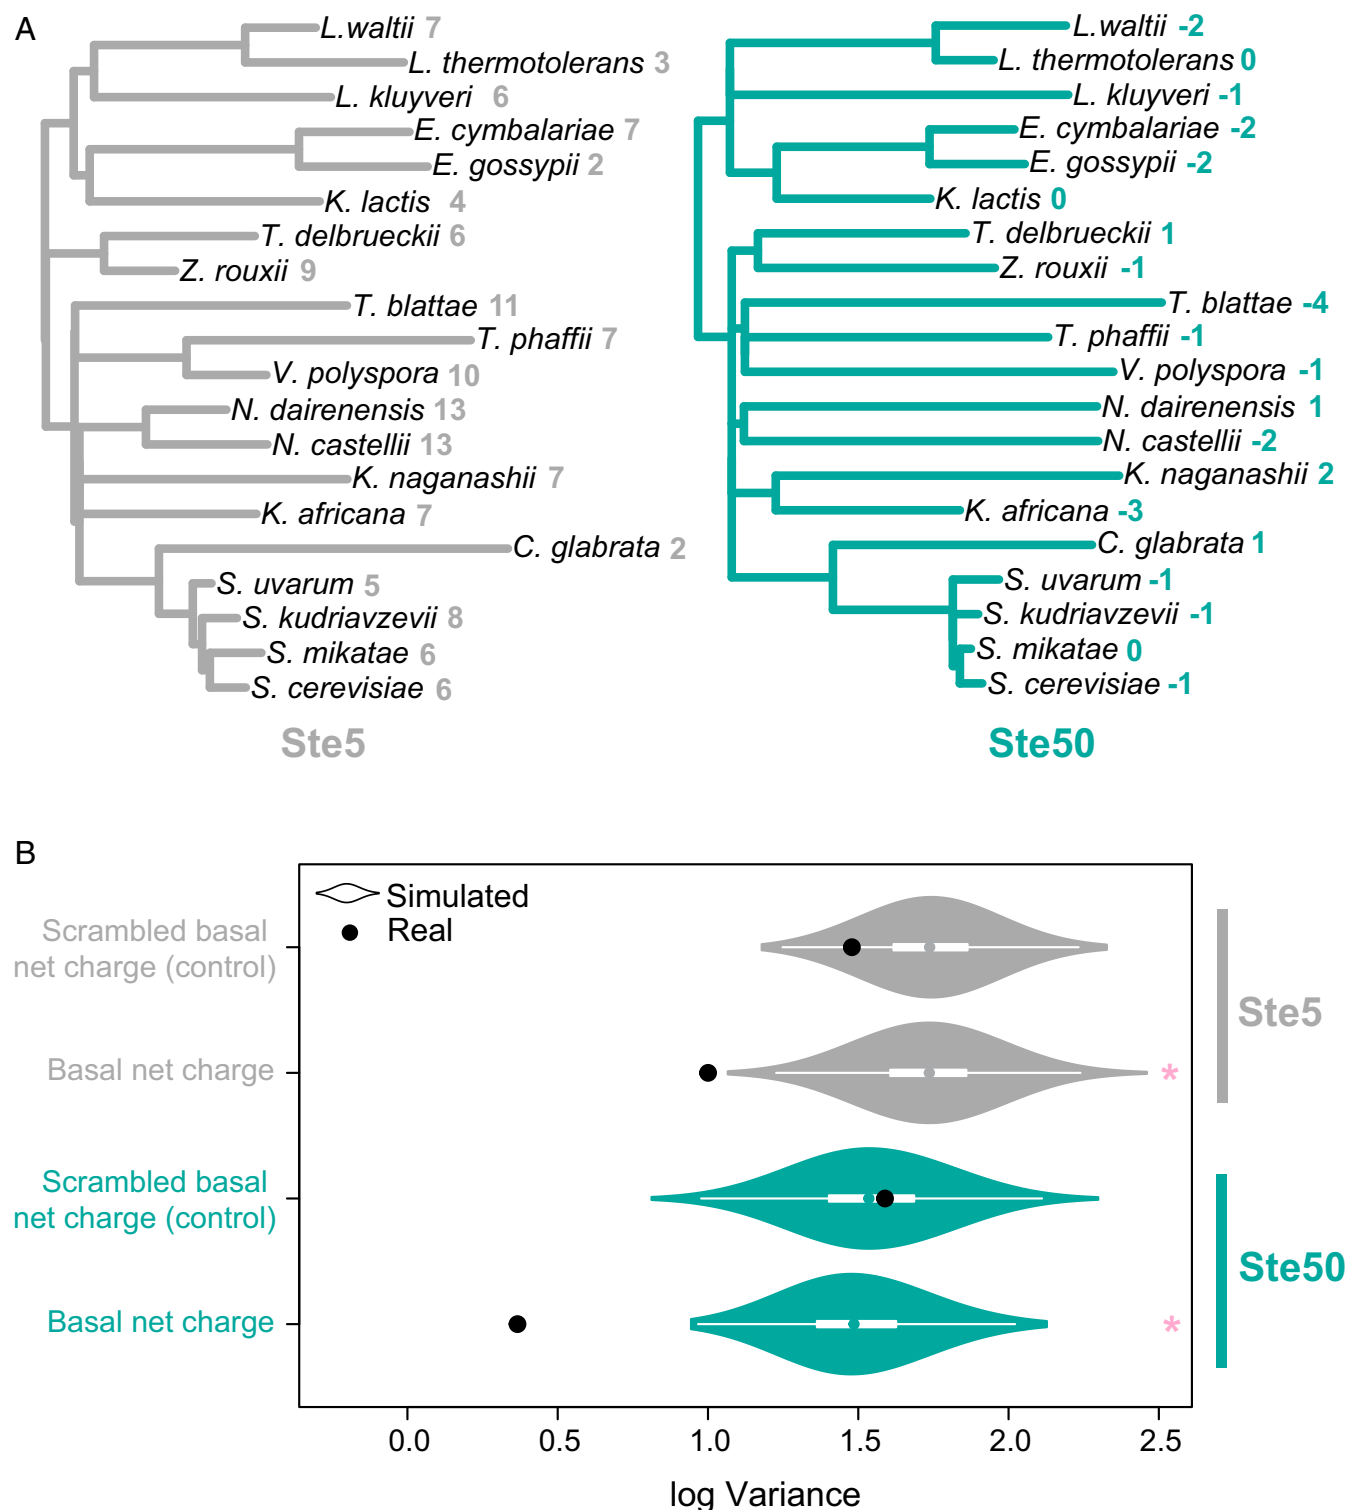 A
L.waltii 7
L. thermotolerans 3
L. kluyveri 6
E. cymbalariae 7
E. gossypii 2
K. lactis 4
T. delbrueckii 6
Z. rouxii 9
T. blattae 11
T. phaffii 7
V. polyspora 10
N. dairenensis 13
N. castellii 13
K. naganashii 7
K. africana 7
C. glabrata 2
S. uvarum 5
S. kudriavzevii 8
S. mikatae 6
S. cerevisiae 6
Ste5
L.waltii -2
L. thermotolerans 0
L. kluyveri -1
E. cymbalariae -2
E. gossypii -2
K. lactis 0
T. delbrueckii 1
Z. rouxii -1
T. blattae -4
T. phaffii -1
V. polyspora -1
N. dairenensis 1
N. castellii -2
K. naganashii 2
K. africana -3
C. glabrata 1
S. uvarum -1
S. kudriavzevii -1
S. mikatae 0
S. cerevisiae -1
Ste50
B
Simulated
Real
Scrambled basal
net charge (control)
Basal net charge
*
Ste5
Scrambled basal
net charge (control)
Basal net charge
*
Ste50
0.0 0.5 1.0 1.5 2.0 2.5
log Variance